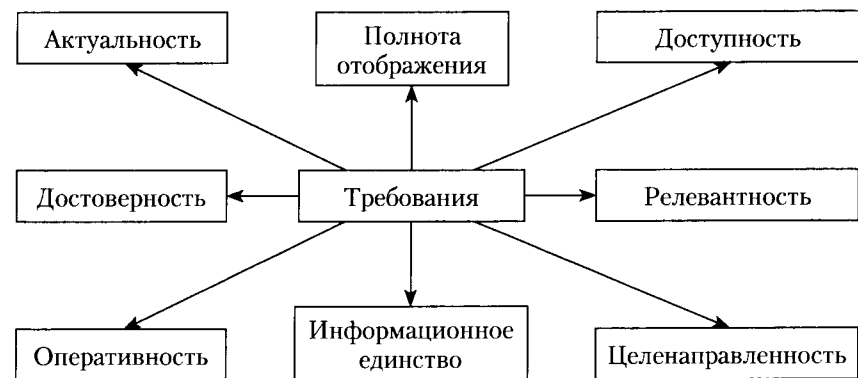 Актуальность
Полнота
отображения
Доступность
Достоверность
Требования
Релевантность
Оперативность
Информационное
единство
Целенаправленность